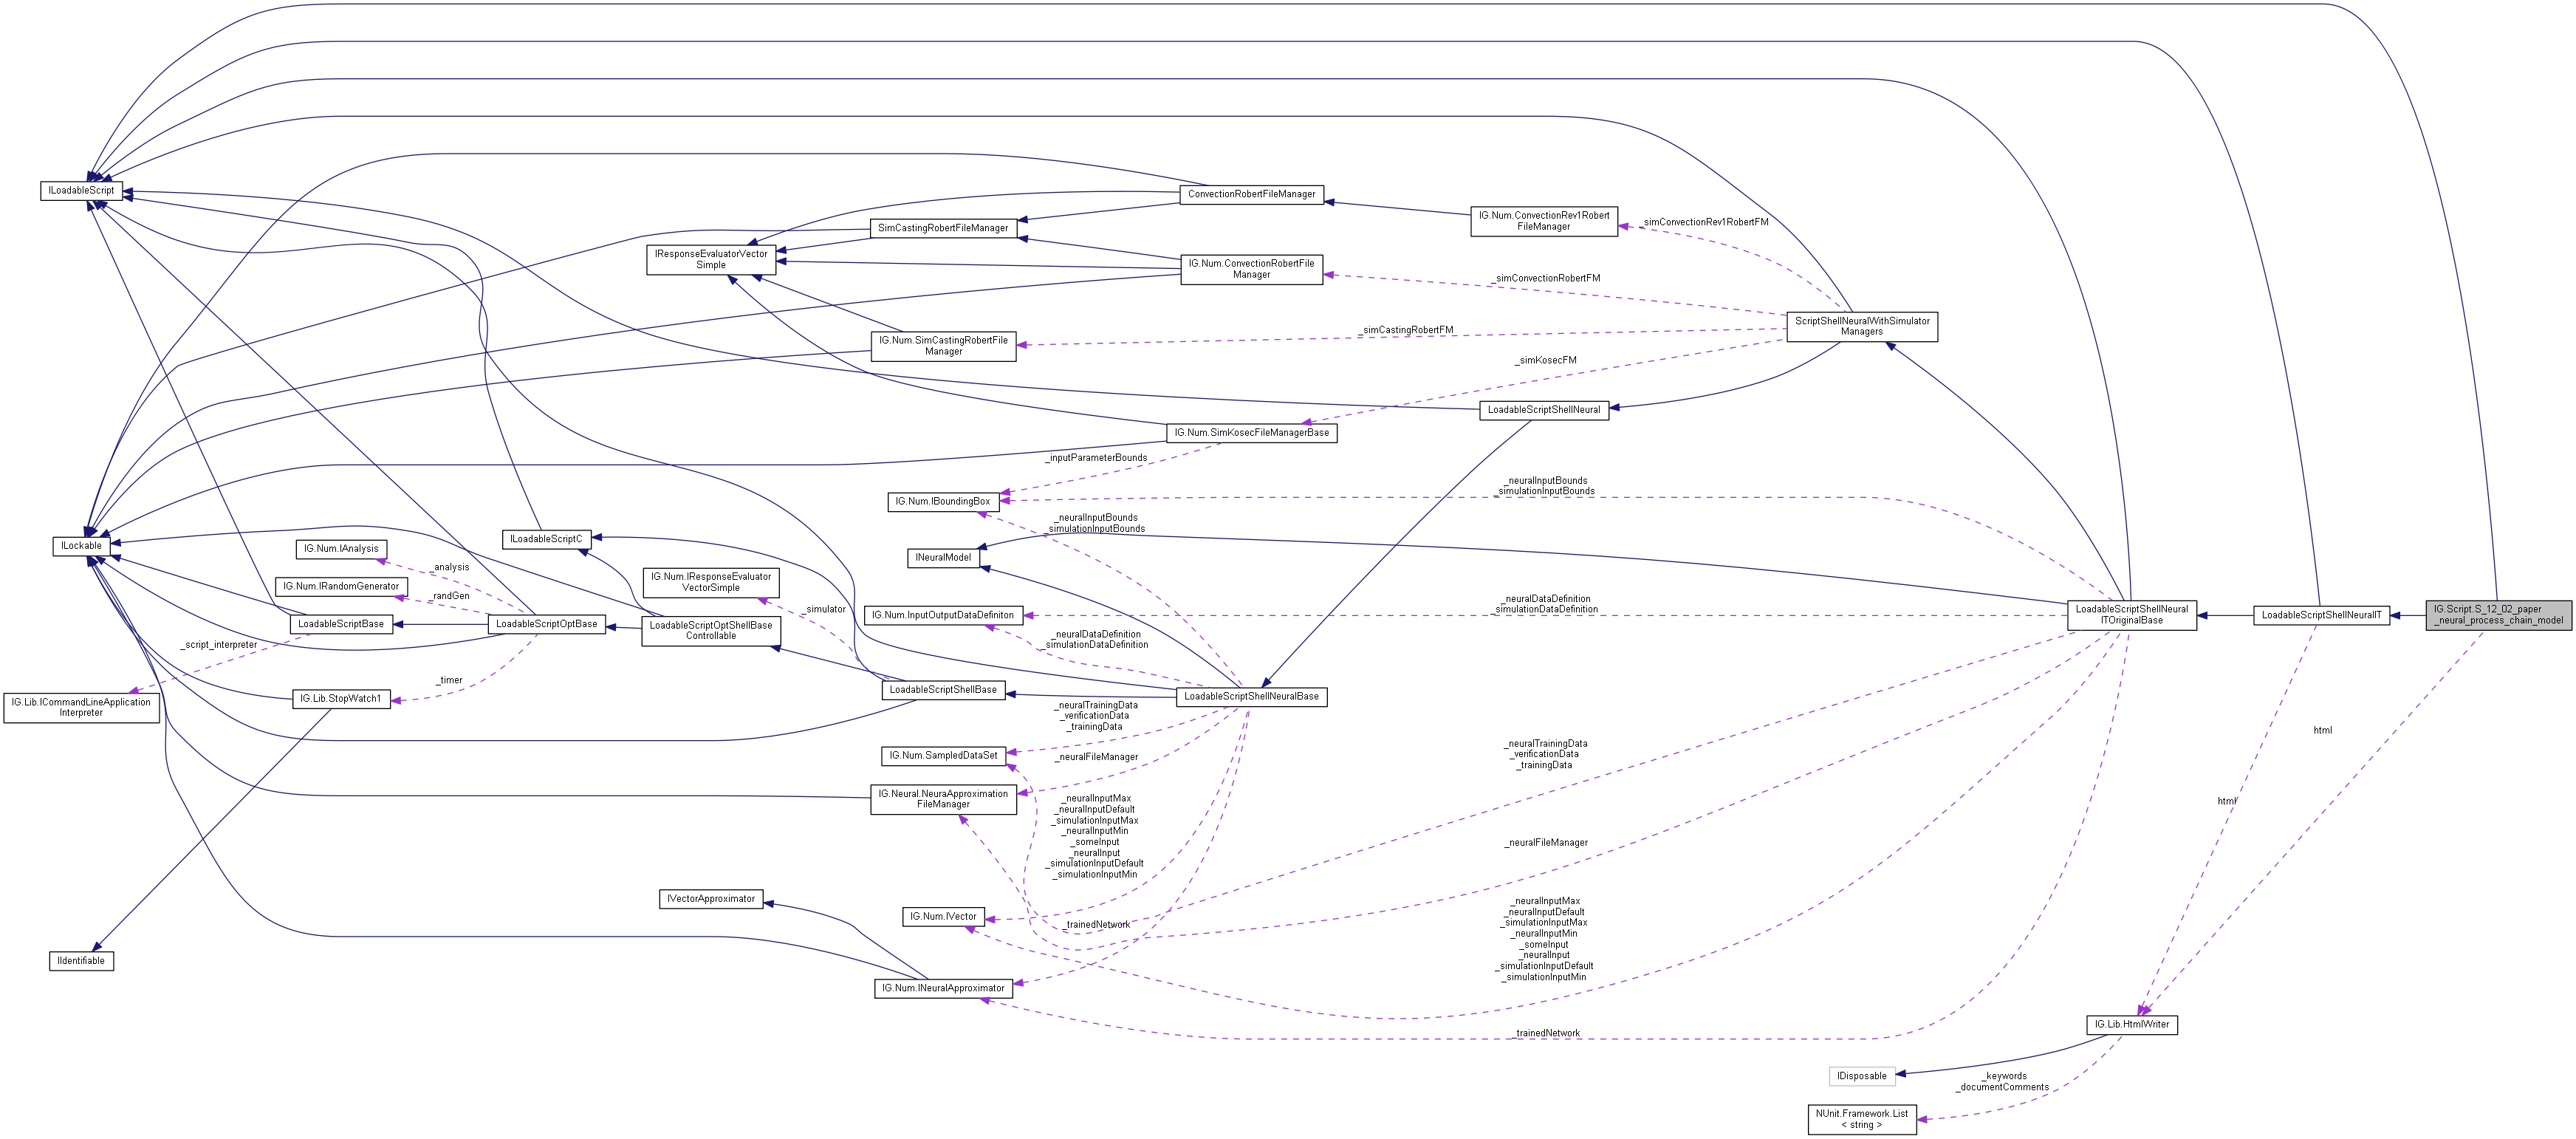 ILoadableScript
ConvectionRobertFileManager
IG.Num.ConvectionRev1Robert
FileManager
_simConvectionRev1RobertFM
SimCastingRobertFileManager
IResponseEvaluatorVector
Simple
IG.Num.ConvectionRobertFile
Manager
_simConvectionRobertFM
ScriptShellNeuralWithSimulator
Managers
_simCastingRobertFM
IG.Num.SimCastingRobertFile
Manager
_simKosecFM
LoadableScriptShellNeural
IG.Num.SimKosecFileManagerBase
_inputParameterBounds
IG.Num.IBoundingBox
_neuralInputBounds
_simulationInputBounds
_neuralInputBounds
_simulationInputBounds
ILoadableScriptC
ILockable
IG.Num.IAnalysis
INeuralModel
_analysis
IG.Num.IResponseEvaluator
VectorSimple
IG.Num.IRandomGenerator
_randGen
_simulator
IG.Num.InputOutputDataDefiniton
_neuralDataDefinition
_simulationDataDefinition
LoadableScriptShellNeural
ITOriginalBase
LoadableScriptShellNeuralIT
IG.Script.S_12_02_paper
_neural_process_chain_model
LoadableScriptBase
LoadableScriptOptBase
LoadableScriptOptShellBase
Controllable
_neuralDataDefinition
_simulationDataDefinition
_script_interpreter
_timer
IG.Lib.ICommandLineApplication
Interpreter
IG.Lib.StopWatch1
LoadableScriptShellBase
LoadableScriptShellNeuralBase
_neuralTrainingData
_verificationData
_trainingData
html
IG.Num.SampledDataSet
_neuralFileManager
_neuralTrainingData
_verificationData
_trainingData
IG.Neural.NeuraApproximation
FileManager
_neuralInputMax
_neuralInputDefault
_simulationInputMax
_neuralInputMin
_someInput
_neuralInput
_simulationInputDefault
_simulationInputMin
html
_neuralFileManager
IVectorApproximator
IG.Num.IVector
_trainedNetwork
_neuralInputMax
_neuralInputDefault
_simulationInputMax
_neuralInputMin
_someInput
_neuralInput
_simulationInputDefault
_simulationInputMin
IIdentifiable
IG.Num.INeuralApproximator
_trainedNetwork
IG.Lib.HtmlWriter
IDisposable
_keywords
_documentComments
NUnit.Framework.List
< string >